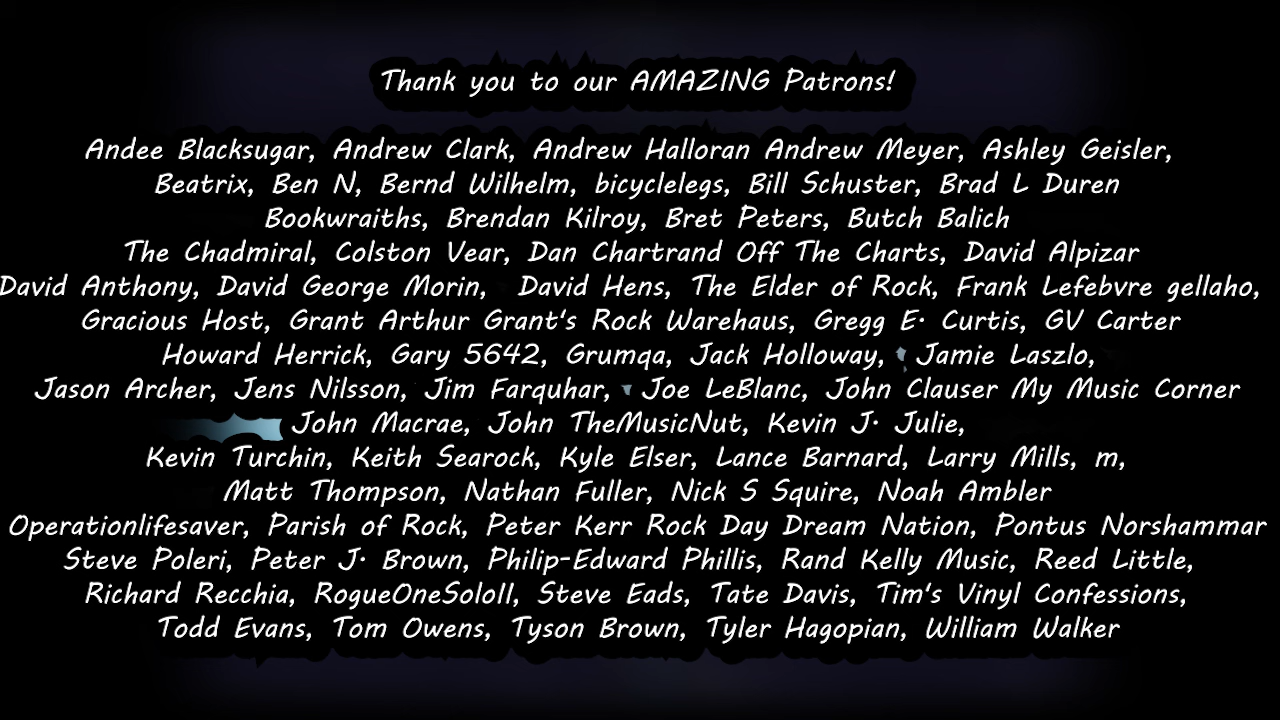 Thank you to our AMAZING Patrons!
Andee Blacksugar, Andrew Clark, Andrew Halloran Andrew Meyer, Ashley Geisler,
Beatrix, Ben N, Bernd Wilhelm, bicyclelegs, Bill Schuster, Brad L Duren
Bookwraiths, Brendan Kilroy, Bret Peters, Butch Balich
The Chadmiral, Colston Vear, Dan Chartrand Off The Charts, David Alpizar
David Anthony, David George Morin, David Hens, The Elder of Rock, Frank Lefebvre gellaho,
Gracious Host, Grant Arthur Grant's Rock Warehaus, Gregg E. Curtis, GV Carter
Howard Herrick, Gary 5642, Grumqa, Jack Holloway, Jamie Laszlo,
Jason Archer, Jens Nilsson, Jim Farquhar, Joe LeBlanc, John Clauser My Music Corner
John Macrae, John TheMusicNut, Kevin J. Julie,
Kevin Turchin, Keith Searock, Kyle Elser, Lance Barnard, Larry Mills, m,
Matt Thompson, Nathan Fuller, Nick S Squire, Noah Ambler
Operationlifesaver, Parish of Rock, Peter Kerr Rock Day Dream Nation, Pontus Norshammar
Steve Poleri, Peter J. Brown, Philip-Edward Phillis, Rand Kelly Music, Reed Little,
Richard Recchia, RogueOneSoloII, Steve Eads, Tate Davis, Tim's Vinyl Confessions,
Todd Evans, Tom Owens, Tyson Brown, Tyler Hagopian, William Walker